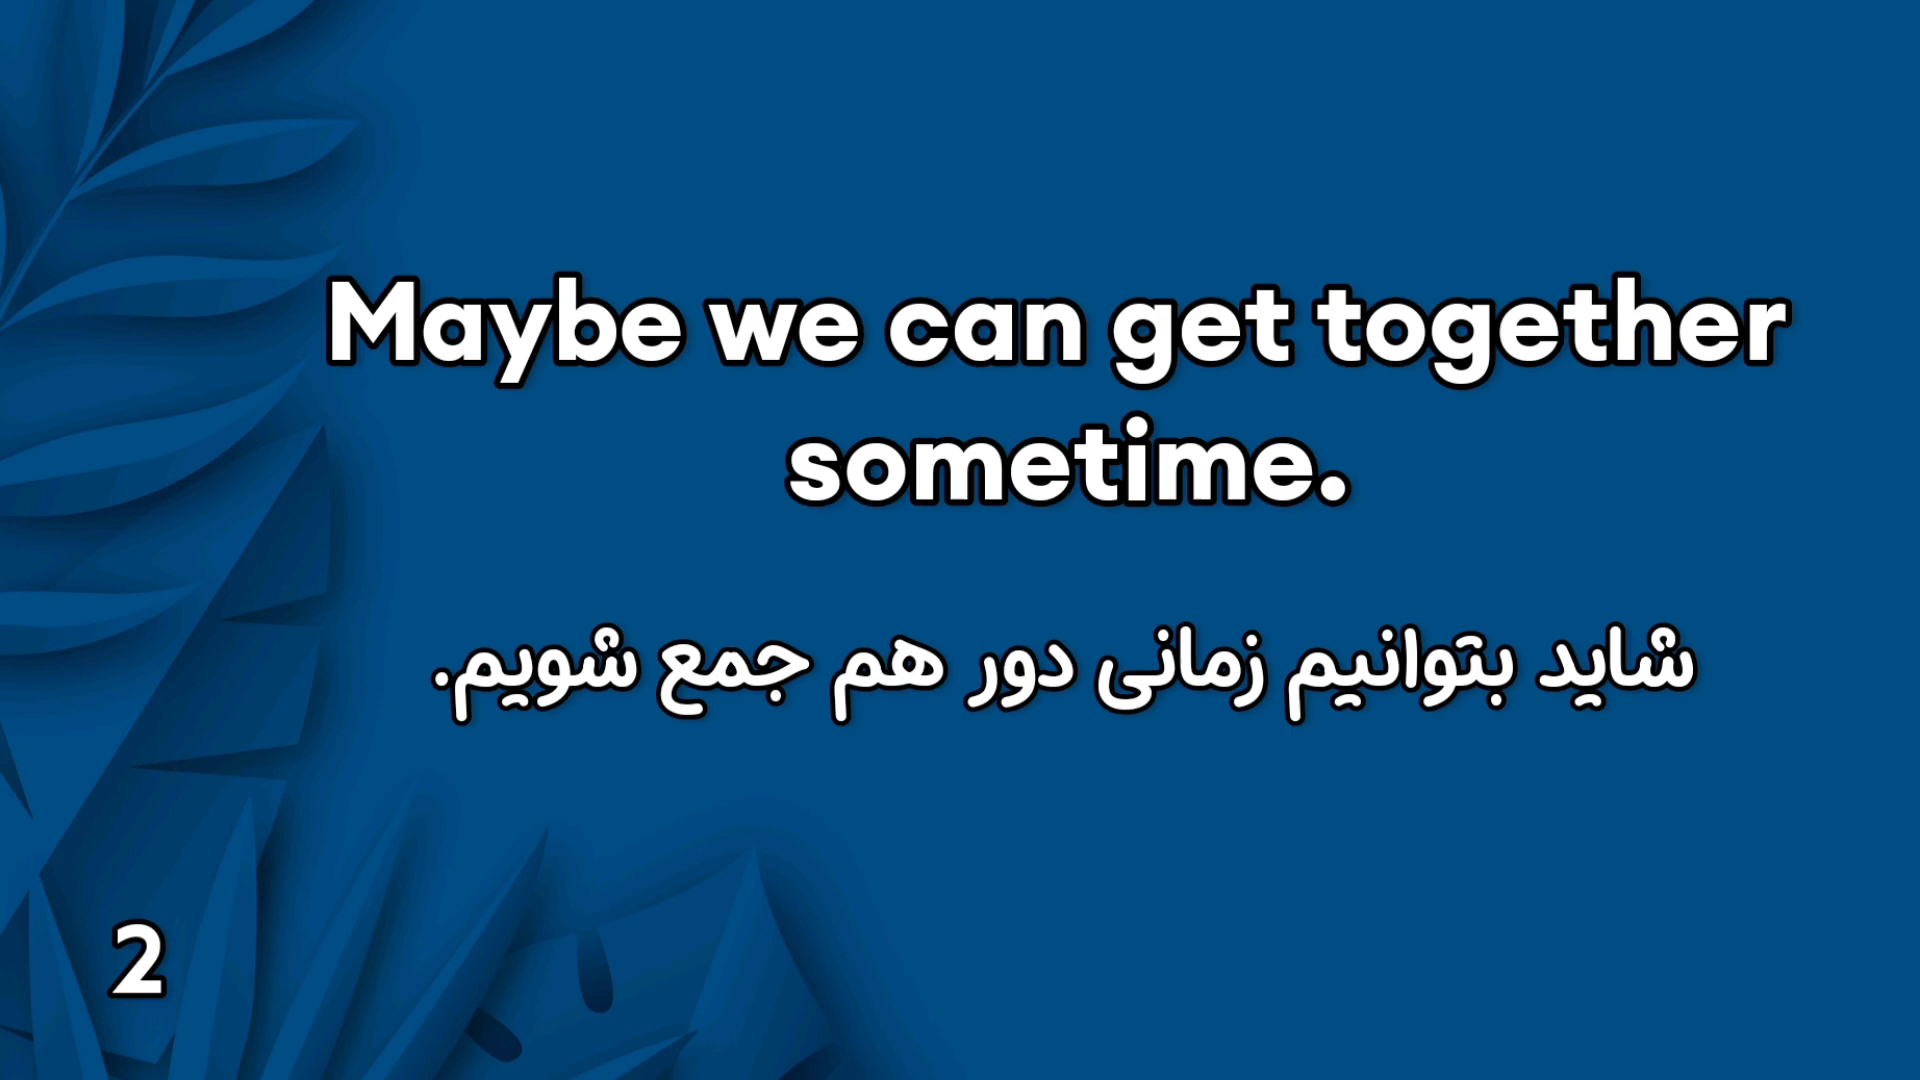 Maybe we can get together
sometime.
شاید بتوانیم زمانی دور هم جمع شویم.
2